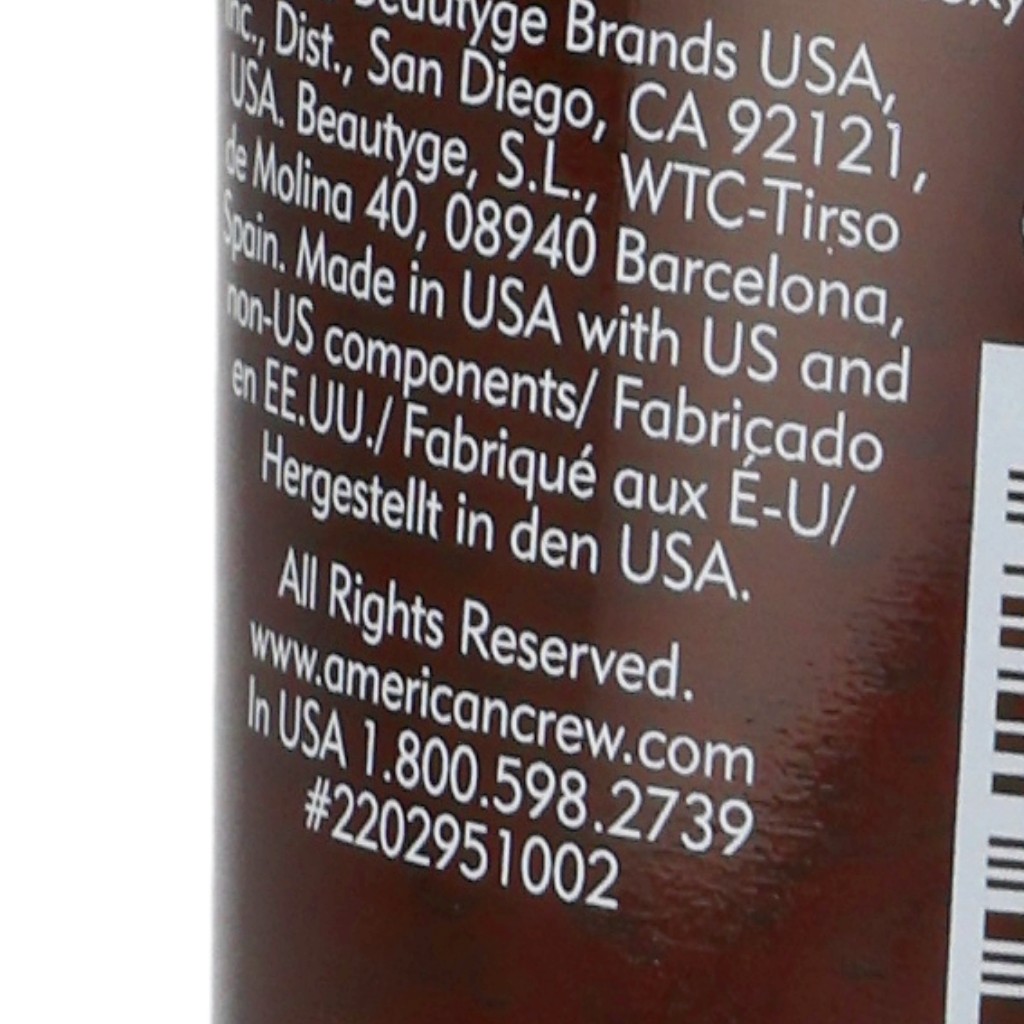 Beautyge Brands USA,
Inc., Dist., San Diego, CA 92121,
USA. Beautyge, S.L., WTC-Tirso
de Molina 40, 08940 Barcelona,
Spain. Made in USA with US and
non-US components/ Fabricado
en EE.UU./ Fabriqué aux É-U/
Hergestellt in den USA.
All Rights Reserved.
www.americancrew.com
In USA 1.800.598.2739
#2202951002